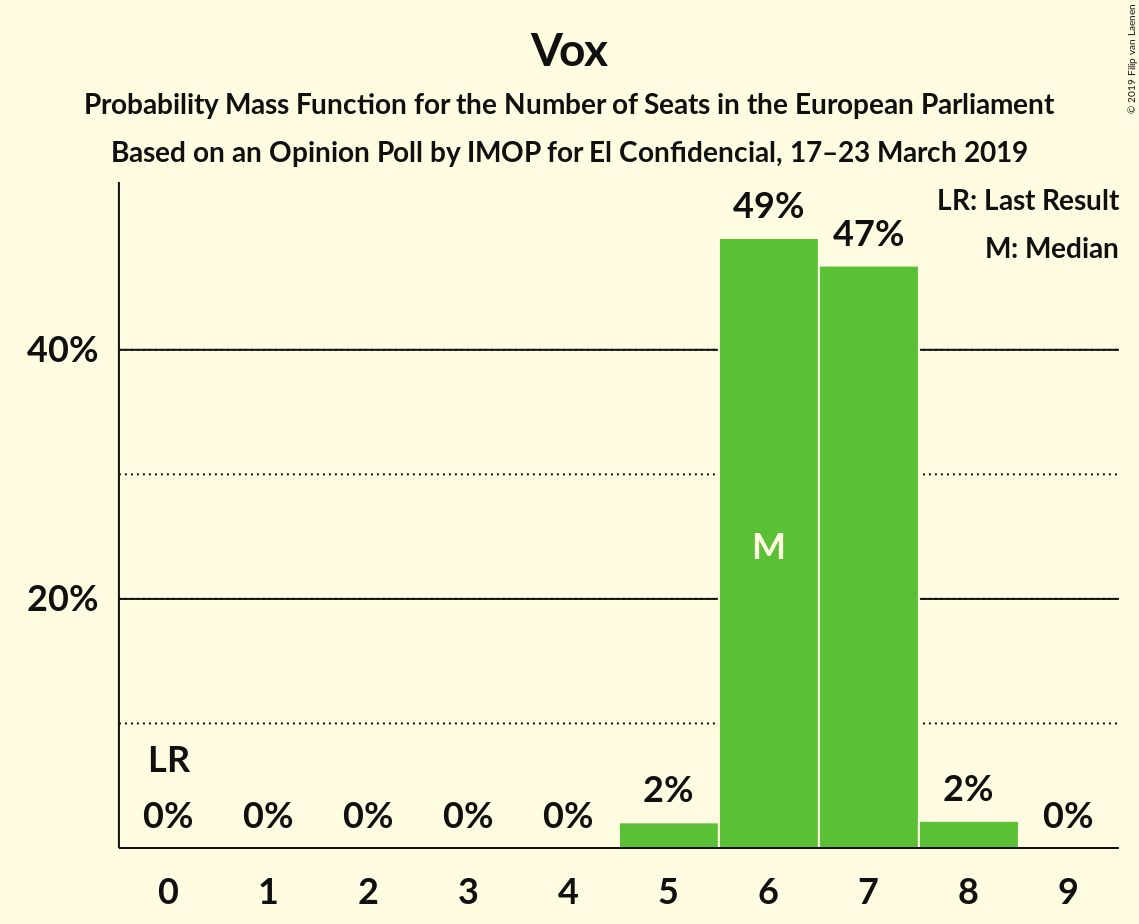 Vox
Probability Mass Function for the Number of Seats in the European Parliament
Based on an Opinion Poll by IMOP for El Confidencial, 17–23 March 2019
© 2019 Filip van Laenen
LR: Last Result
M: Median
49%
47%
40%
M
20%
LR
0%
0%
0%
0%
0%
2%
2%
0%
0
1
2
3
4
5
6
7
8
9